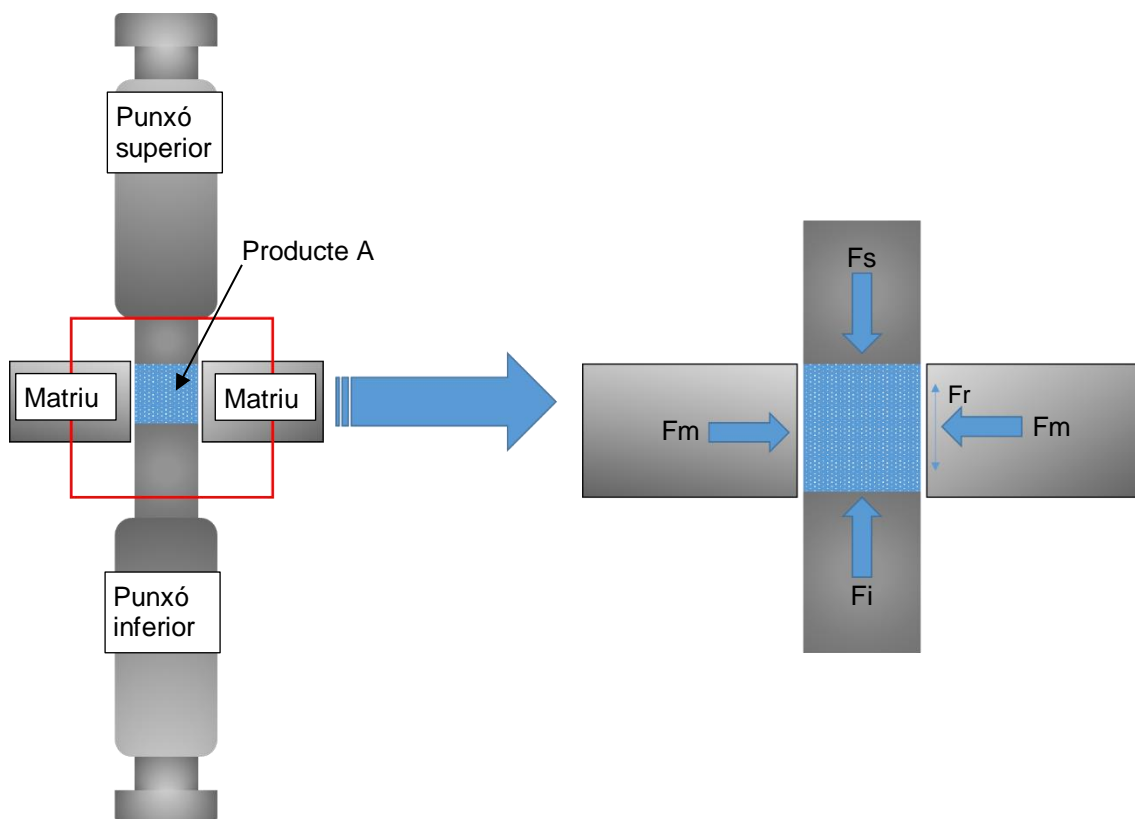 Punxó
superior
Producte A
Matriu
Matriu
Punxó
inferior
Fs
Fr
Fm
Fm
Fi